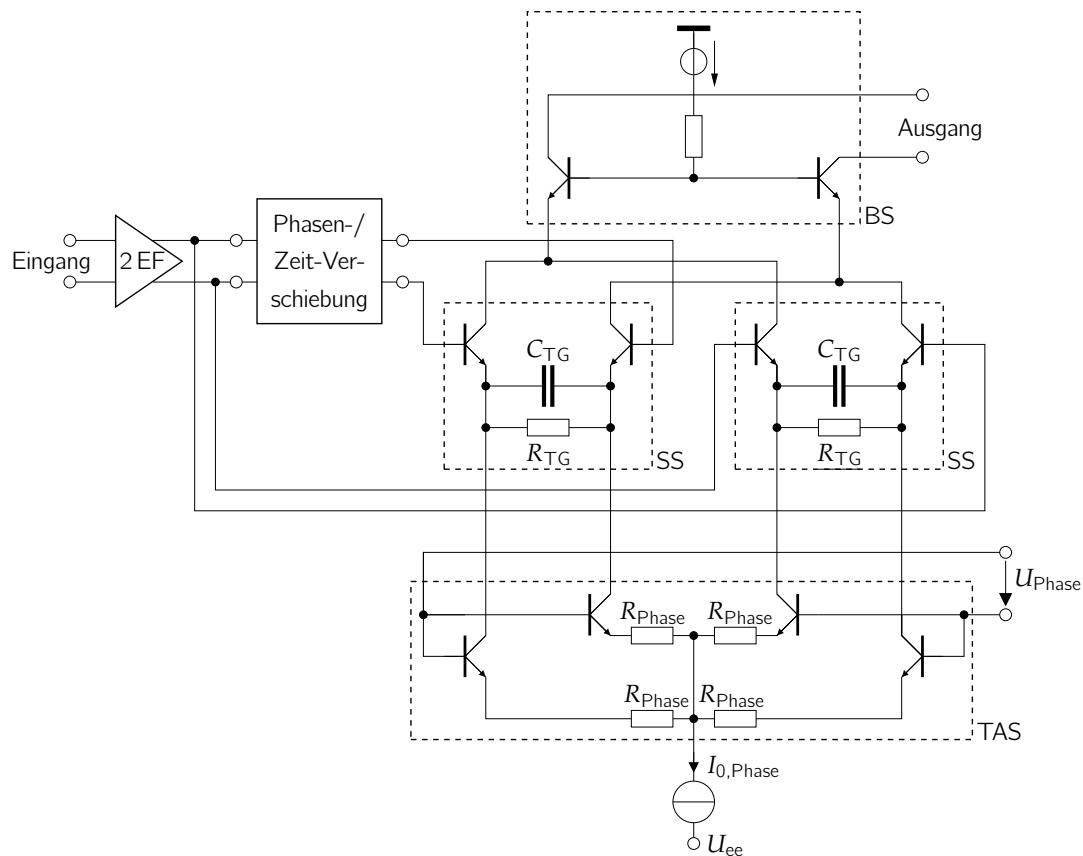 Ausgang
BS
Eingang
2 EF
Phasen-/
Zeit-Ver-
schiebung
C_TG
R_TG
SS
C_TG
R_TG
SS
U_Phase
R_Phase
R_Phase
R_Phase
R_Phase
TAS
I_0,Phase
U_ee